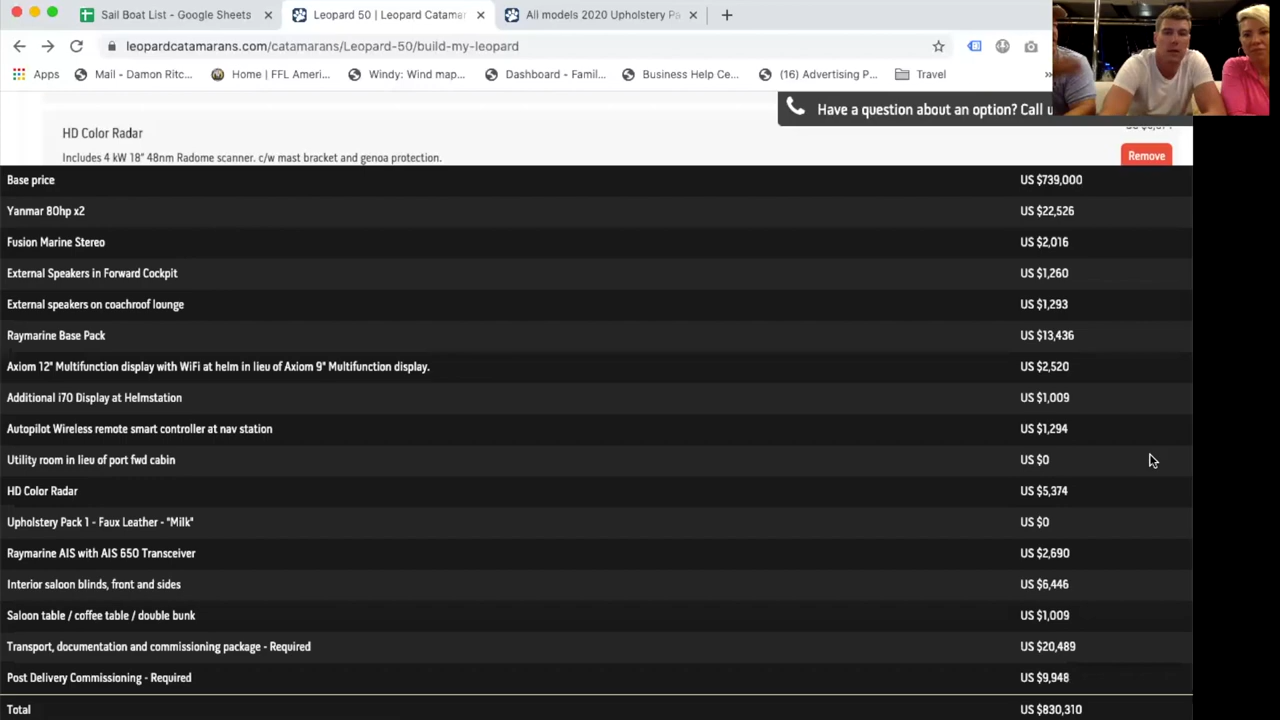 Sail Boat List - Google Sheets
Leopard 50 | Leopard Catamar
All models 2020 Upholstery Pa
leopardcatamarans.com/catamarans/Leopard-50/build-my-leopard
Apps
Mail - Damon Ritc...
Home | FFL Ameri...
Windy: Wind map...
Dashboard - Famil...
Business Help Ce...
(16) Advertising P...
Travel
Have a question about an option? Call u
HD Color Radar
Includes 4 kW 18" 48nm Radome scanner. c/w mast bracket and genoa protection.
Remove
Base price US $739,000
Yanmar 80hp x2 US $22,526
Fusion Marine Stereo US $2,016
External Speakers in Forward Cockpit US $1,260
External speakers on coachroof lounge US $1,293
Raymarine Base Pack US $13,436
Axiom 12" Multifunction display with WiFi at helm in lieu of Axiom 9" Multifunction display. US $2,520
Additional i70 Display at Helmstation US $1,009
Autopilot Wireless remote smart controller at nav station US $1,294
Utility room in lieu of port fwd cabin US $0
HD Color Radar US $5,374
Upholstery Pack 1 - Faux Leather - "Milk" US $0
Raymarine AIS with AIS 650 Transceiver US $2,690
Interior saloon blinds, front and sides US $6,446
Saloon table / coffee table / double bunk US $1,009
Transport, documentation and commissioning package - Required US $20,489
Post Delivery Commissioning - Required US $9,948
Total US $830,310